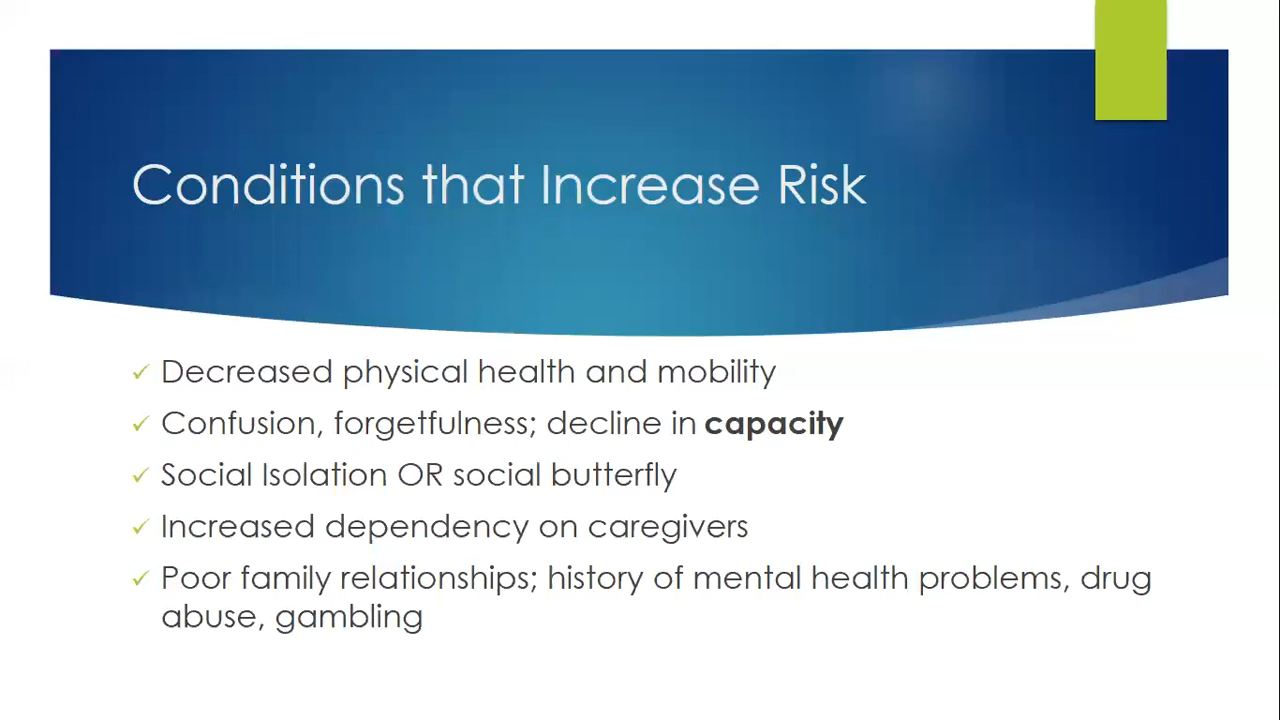 Conditions that Increase Risk
✓ Decreased physical health and mobility
✓ Confusion, forgetfulness; decline in capacity
✓ Social Isolation OR social butterfly
✓ Increased dependency on caregivers
✓ Poor family relationships; history of mental health problems, drug
abuse, gambling